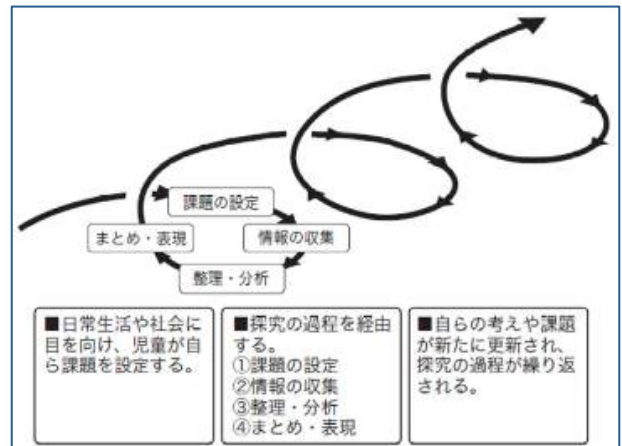 課題の設定
まとめ・表現
情報の収集
整理・分析
■日常生活や社会に
目を向け、児童が自
ら課題を設定する。
■探究の過程を経由
する。
①課題の設定
②情報の収集
③整理・分析
④まとめ・表現
■自らの考えや課題
が新たに更新され、
探究の過程が繰り返
される。